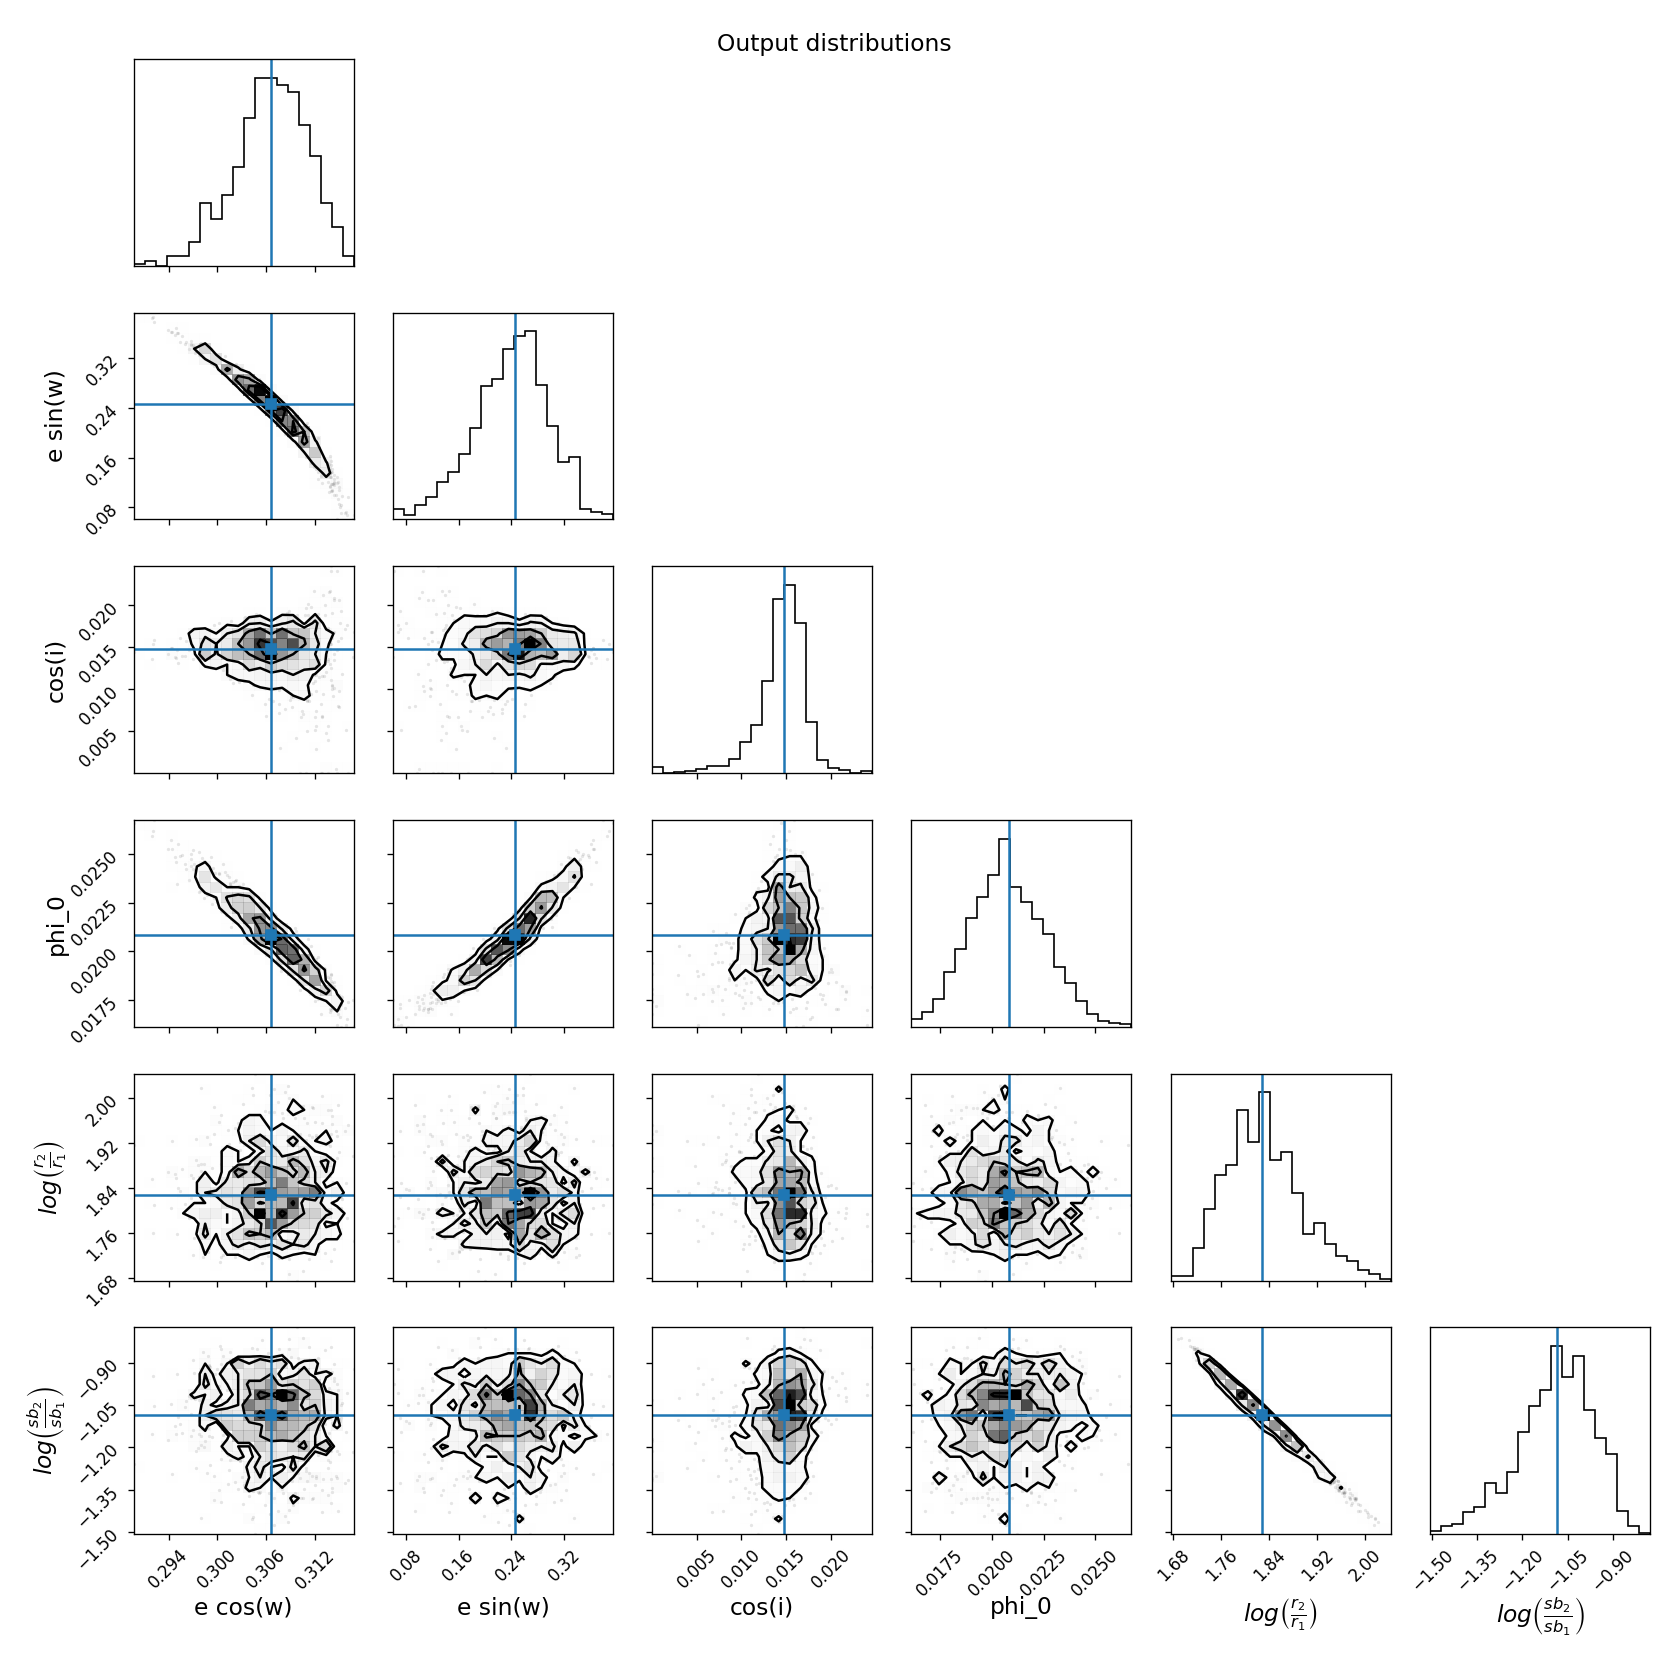 Output distributions
e sin(w)
0.32
0.24
0.16
0.08
cos(i)
0.020
0.015
0.010
0.005
phi_0
0.0250
0.0225
0.0200
0.0175
log(r₂/r₁)
2.00
1.92
1.84
1.76
1.68
log(sb₂/sb₁)
−0.90
−1.05
−1.20
−1.35
−1.50
0.294 0.300 0.306 0.312
0.08 0.16 0.24 0.32
0.005 0.010 0.015 0.020
0.0175 0.0200 0.0225 0.0250
1.68 1.76 1.84 1.92 2.00
−1.50 −1.35 −1.20 −1.05 −0.90
e cos(w)
e sin(w)
cos(i)
phi_0
log(r₂/r₁)
log(sb₂/sb₁)